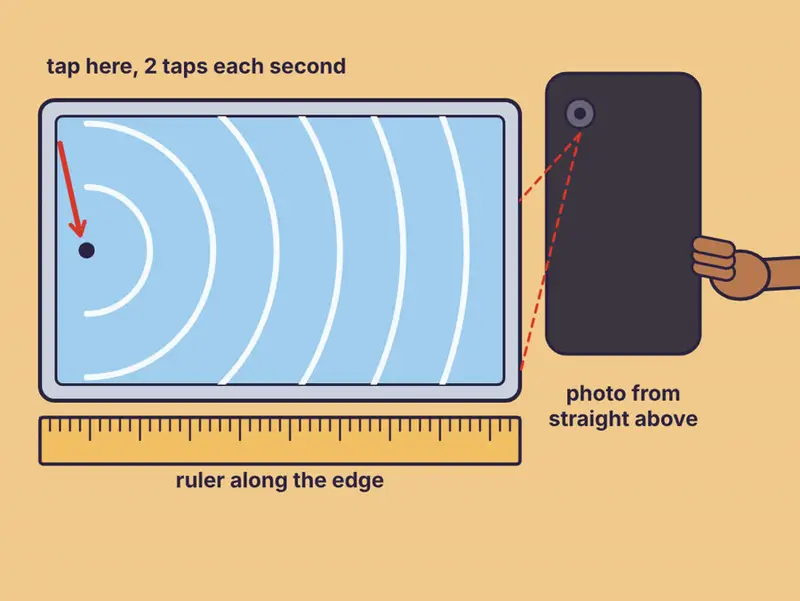 tap here, 2 taps each second
photo from
straight above
ruler along the edge